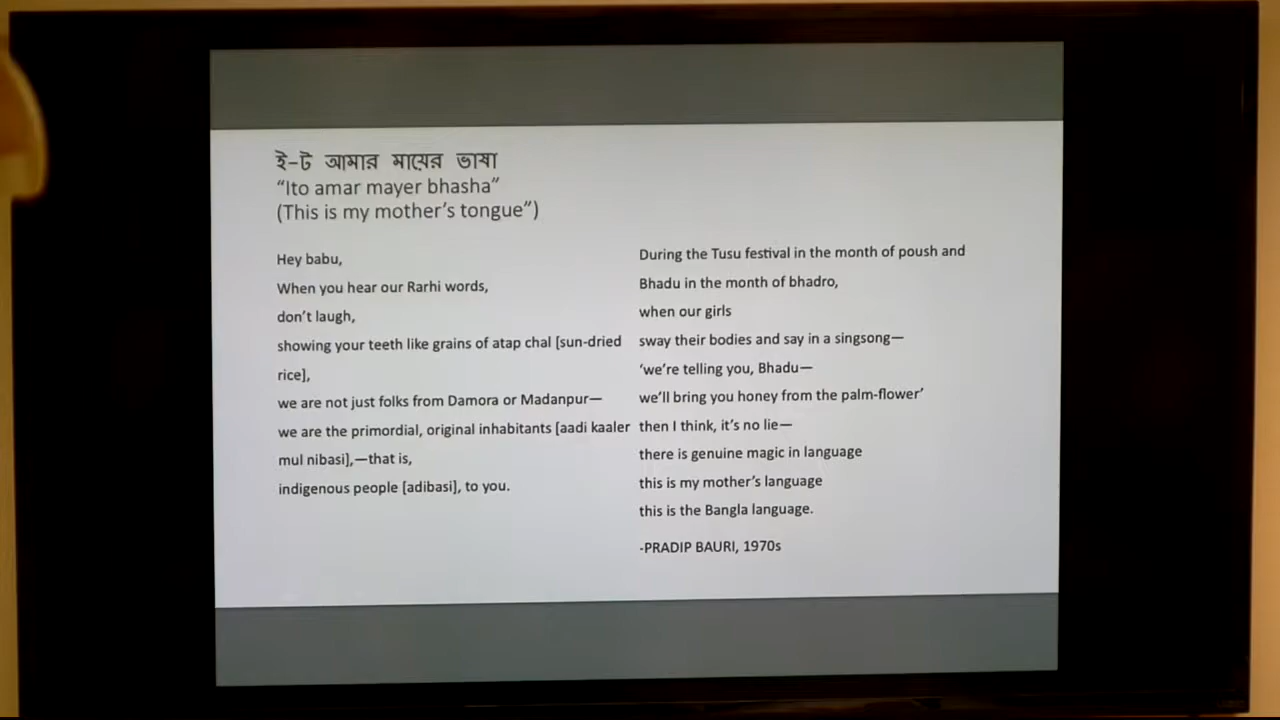 ই-ট আমার মায়ের ভাষা
“Ito amar mayer bhasha”
(This is my mother’s tongue”)
Hey babu,
When you hear our Rarhi words,
don’t laugh,
showing your teeth like grains of atap chal [sun-dried
rice],
we are not just folks from Damora or Madanpur—
we are the primordial, original inhabitants [aadi kaaler
mul nibasi],—that is,
indigenous people [adibasi], to you.
During the Tusu festival in the month of poush and
Bhadu in the month of bhadro,
when our girls
sway their bodies and say in a singsong—
‘we’re telling you, Bhadu—
we’ll bring you honey from the palm-flower’
then I think, it’s no lie—
there is genuine magic in language
this is my mother’s language
this is the Bangla language.
-PRADIP BAURI, 1970s